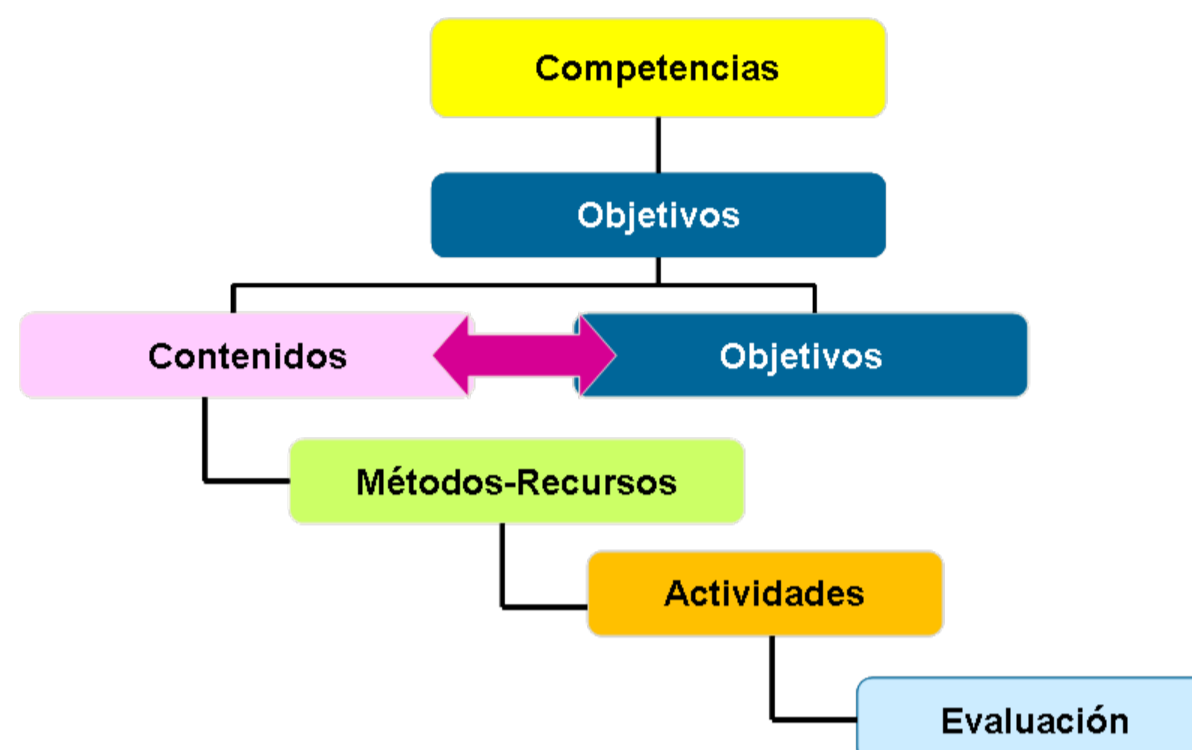 Competencias
Objetivos
Contenidos
Objetivos
Métodos-Recursos
Actividades
Evaluación